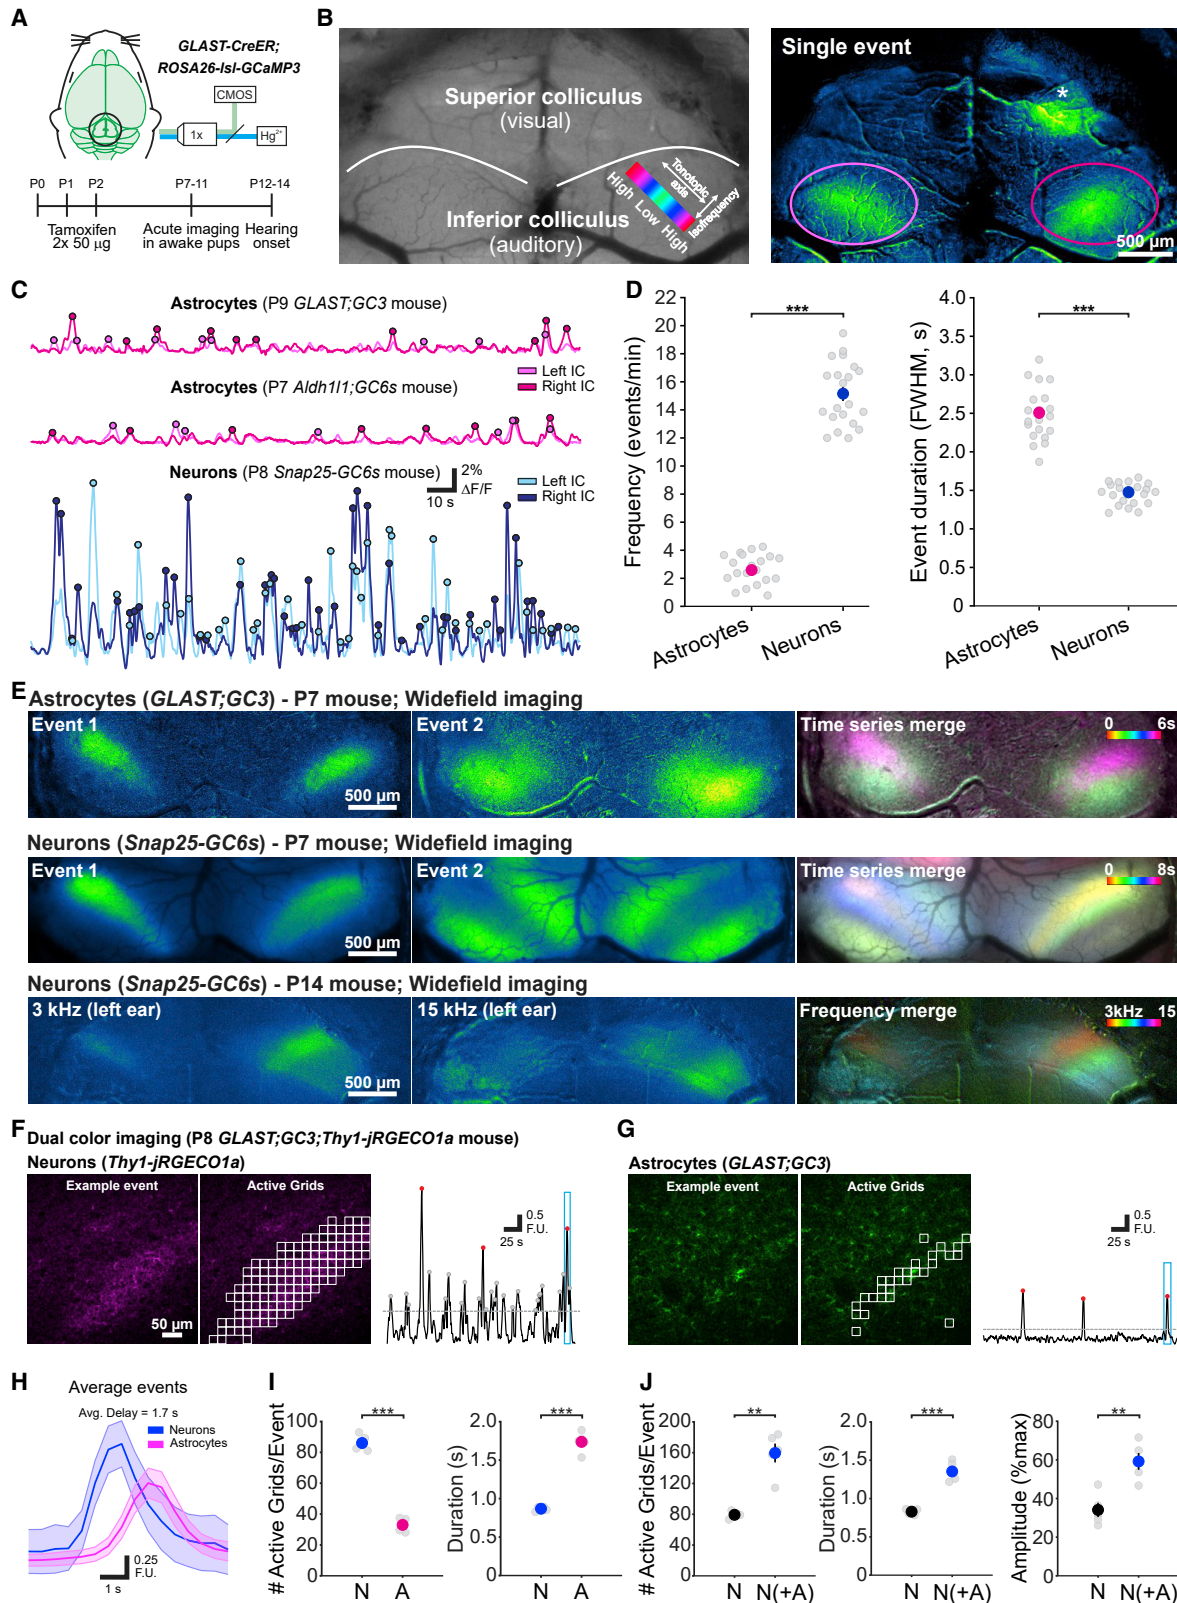 A
GLAST-CreER;
ROSA26-lsl-GCaMP3
CMOS
1x
Hg²⁺
P0 P1 P2 P7-11 P12-14
Tamoxifen Acute imaging Hearing
2x 50 µg in awake pups onset
B
Superior colliculus
(visual)
Inferior colliculus
(auditory)
High Low High
Tonotopic
axis
Isofrequency
Single event
*
500 µm
C
Astrocytes (P9 GLAST;GC3 mouse)
Left IC
Right IC
Astrocytes (P7 Aldh1l1;GC6s mouse)
Neurons (P8 Snap25-GC6s mouse)
2%
ΔF/F
10 s
Left IC
Right IC
D
Frequency (events/min)
22
20
18
16
14
12
10
8
6
4
2
0
***
Astrocytes Neurons
Event duration (FWHM, s)
4.0
3.5
3.0
2.5
2.0
1.5
1.0
0.5
0
***
Astrocytes Neurons
E
Astrocytes (GLAST;GC3) - P7 mouse; Widefield imaging
Event 1 Event 2 Time series merge
0 6s
500 µm
Neurons (Snap25-GC6s) - P7 mouse; Widefield imaging
Event 1 Event 2 Time series merge
0 8s
500 µm
Neurons (Snap25-GC6s) - P14 mouse; Widefield imaging
3 kHz (left ear) 15 kHz (left ear) Frequency merge
3kHz 15
500 µm
F
Dual color imaging (P8 GLAST;GC3;Thy1-jRGECO1a mouse)
Neurons (Thy1-jRGECO1a)
Example event Active Grids
50 µm
0.5
F.U.
25 s
G
Astrocytes (GLAST;GC3)
Example event Active Grids
0.5
F.U.
25 s
H
Average events
Avg. Delay = 1.7 s
Neurons
Astrocytes
0.25
F.U.
1 s
I
# Active Grids/Event
100
80
60
40
20
0
***
N A
Duration (s)
2.0
1.5
1.0
0.5
0
***
N A
J
# Active Grids/Event
200
160
120
80
40
0
**
N N(+A)
Duration (s)
2.0
1.5
1.0
0.5
0
***
N N(+A)
Amplitude (%max)
80
60
40
20
0
**
N N(+A)